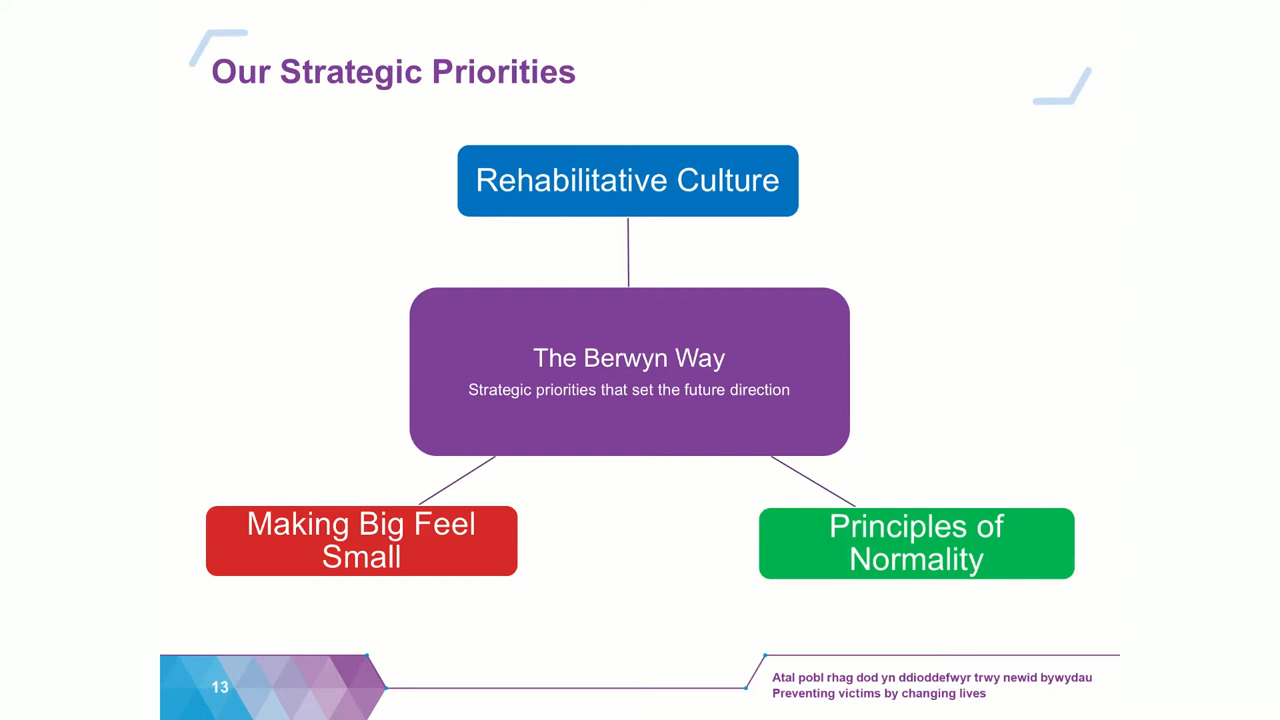 Our Strategic Priorities
Rehabilitative Culture
The Berwyn Way
Strategic priorities that set the future direction
Making Big Feel
Small
Principles of
Normality
13
Atal pobl rhag dod yn ddioddefwyr trwy newid bywydau
Preventing victims by changing lives